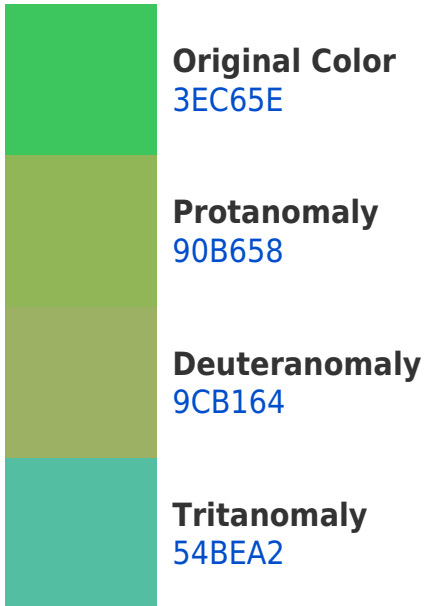 Original Color
3EC65E
Protanomaly
90B658
Deuteranomaly
9CB164
Tritanomaly
54BEA2